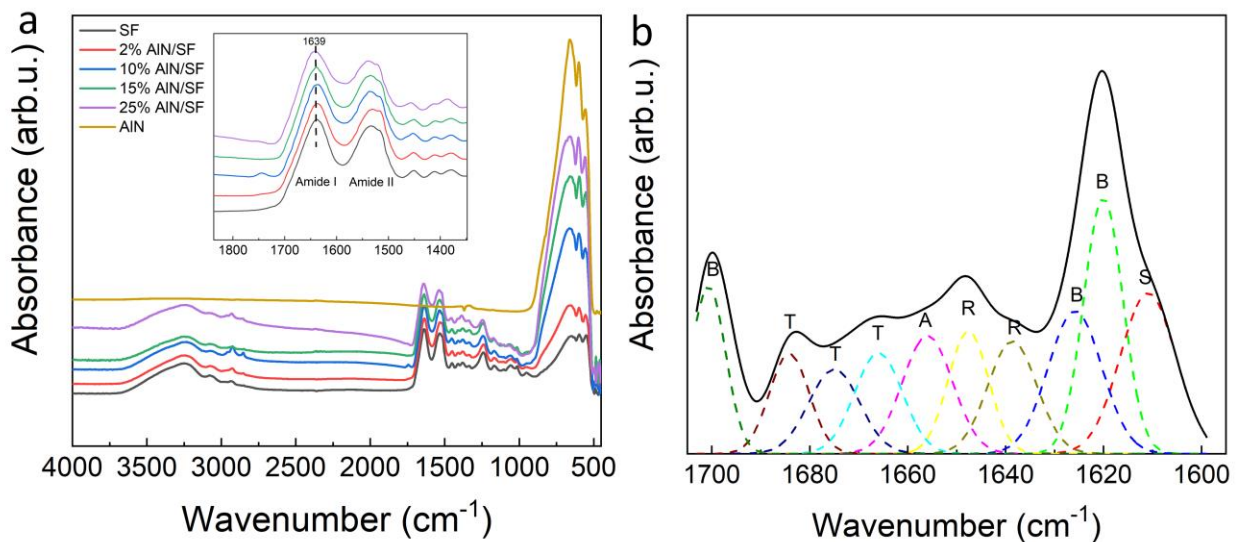 a
SF
2% AlN/SF
10% AlN/SF
15% AlN/SF
25% AlN/SF
AlN
1639
Amide I Amide II
1800 1700 1600 1500 1400
Absorbance (arb.u.)
4000 3500 3000 2500 2000 1500 1000 500
Wavenumber (cm⁻¹)
b
B
T
T
T
A
R
R
B
B
S
Absorbance (arb.u.)
1700 1680 1660 1640 1620 1600
Wavenumber (cm⁻¹)